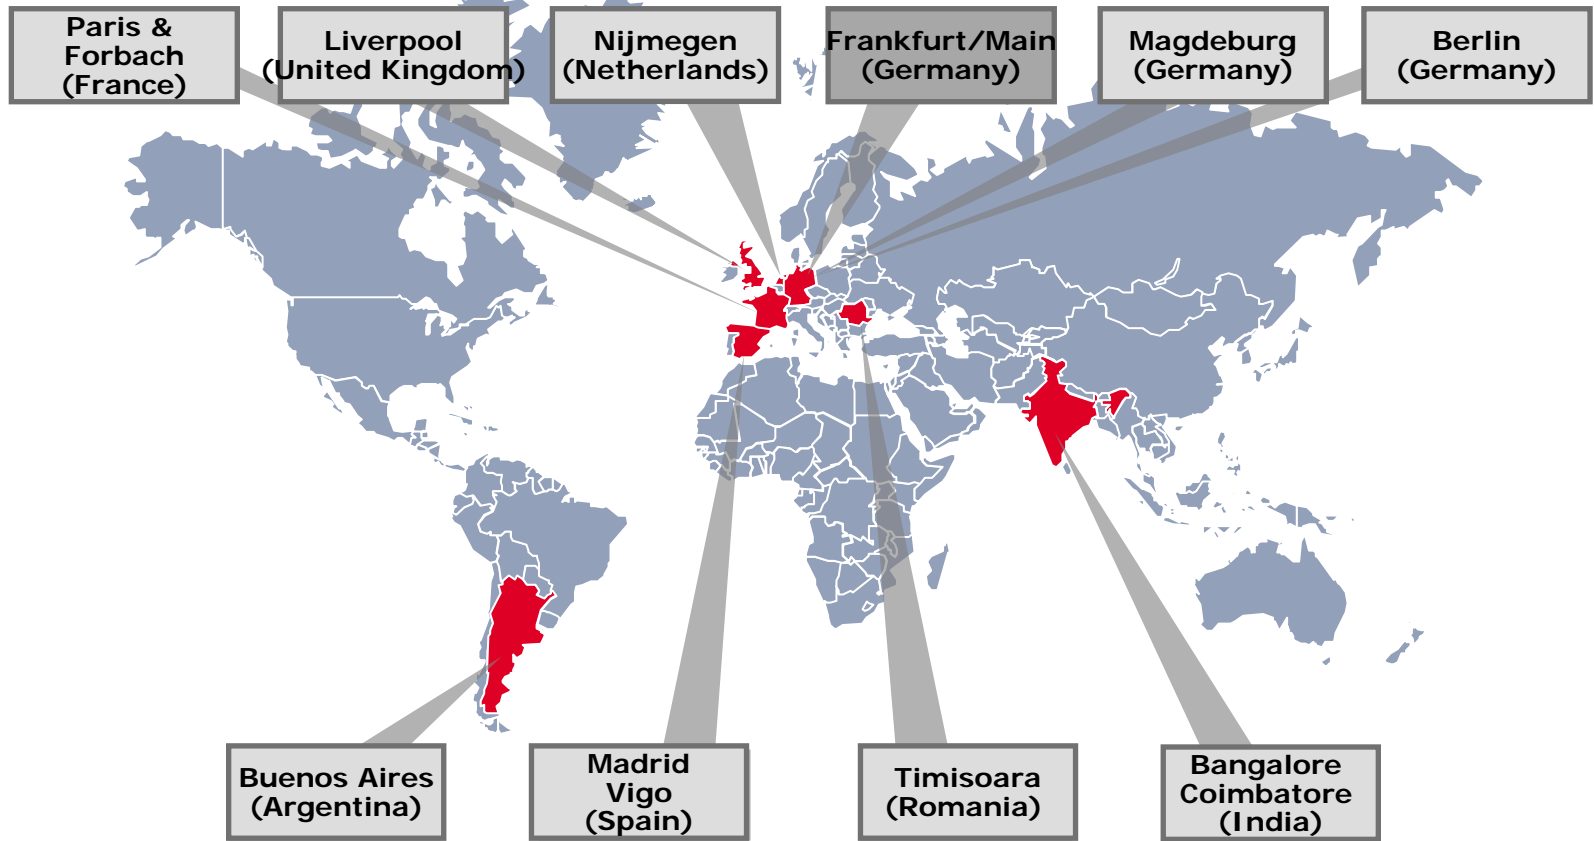 Paris &
Forbach
(France)
Liverpool
(United Kingdom)
Nijmegen
(Netherlands)
Frankfurt/Main
(Germany)
Magdeburg
(Germany)
Berlin
(Germany)
Buenos Aires
(Argentina)
Madrid
Vigo
(Spain)
Timisoara
(Romania)
Bangalore
Coimbatore
(India)